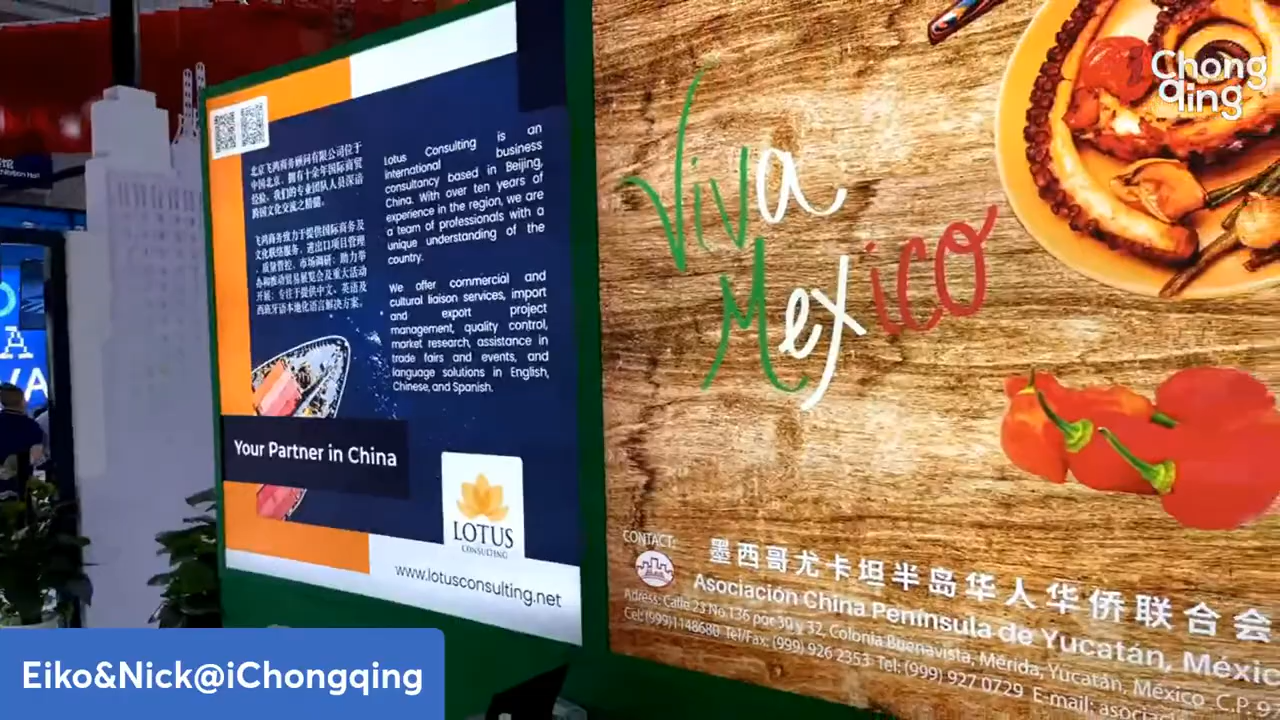 Chong
qing
北京飞鸿商务顾问有限公司位于
中国北京，拥有十余年国际商贸
经验。我们的专业团队人员深谙
跨国文化交流之精髓。
飞鸿商务致力于提供国际商务及
文化联络服务，进出口项目管理
，质量管控，市场调研；助力举
办和推动贸易展览会及重大活动
开展；专注于提供中文、英语及
西班牙语本地化语言解决方案。
Lotus Consulting is an
international business
consultancy based in Beijing,
China. With over ten years of
experience in the region, we are
a team of professionals with a
unique understanding of the
country.
We offer commercial and
cultural liaison services, import
and export project
management, quality control,
market research, assistance in
trade fairs and events, and
language solutions in English,
Chinese, and Spanish.
Your Partner in China
LOTUS
CONSULTING
www.lotusconsulting.net
Viva
Mexico
CONTACT:
墨西哥尤卡坦半岛华人华侨联合会
Asociación China Península de Yucatán, Méxic
Adress: Calle 23 No.136 por 30 y 32, Colonia Buenavista, Mérida, Yucatán, México. C.P. 9
Cel: (999)1148680 Tel/Fax: (999) 926 2353 Tel: (999) 927 0729 E-mail: asociac
Eiko&Nick@iChongqing